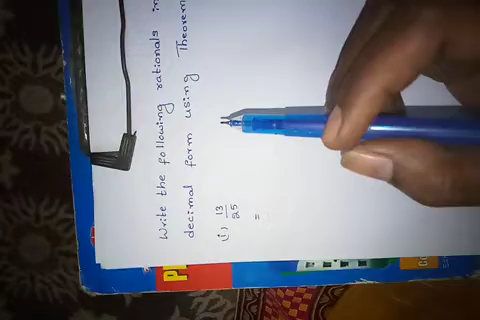 Write the following rationals in
decimal form using Theorem
(i) 13/25
=